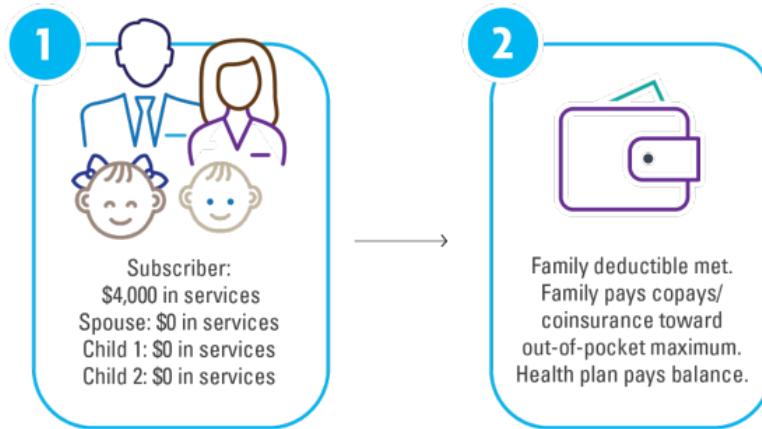 1
Subscriber:
$4,000 in services
Spouse: $0 in services
Child 1: $0 in services
Child 2: $0 in services
2
Family deductible met.
Family pays copays/
coinsurance toward
out-of-pocket maximum.
Health plan pays balance.